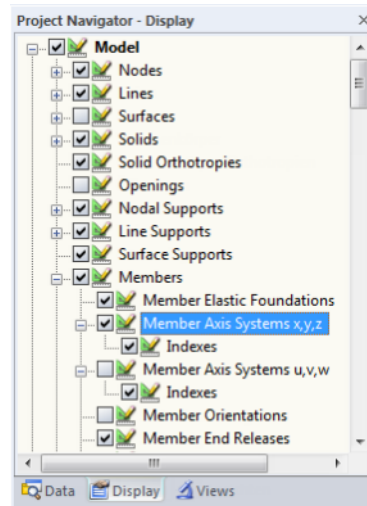 Project Navigator - Display
Model
Nodes
Lines
Surfaces
Solids
Solid Orthotropies
Openings
Nodal Supports
Line Supports
Surface Supports
Members
Member Elastic Foundations
Member Axis Systems x,y,z
Indexes
Member Axis Systems u,v,w
Indexes
Member Orientations
Member End Releases
Data Display Views